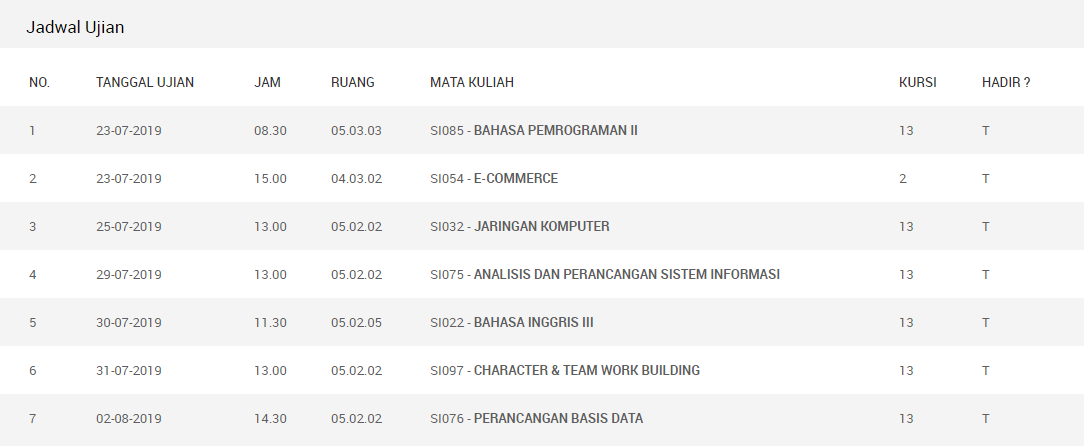 Jadwal Ujian
NO. TANGGAL UJIAN JAM RUANG MATA KULIAH KURSI HADIR ?
1 23-07-2019 08.30 05.03.03 SI085 - BAHASA PEMROGRAMAN II 13 T
2 23-07-2019 15.00 04.03.02 SI054 - E-COMMERCE 2 T
3 25-07-2019 13.00 05.02.02 SI032 - JARINGAN KOMPUTER 13 T
4 29-07-2019 13.00 05.02.02 SI075 - ANALISIS DAN PERANCANGAN SISTEM INFORMASI 13 T
5 30-07-2019 11.30 05.02.05 SI022 - BAHASA INGGRIS III 13 T
6 31-07-2019 13.00 05.02.02 SI097 - CHARACTER & TEAM WORK BUILDING 13 T
7 02-08-2019 14.30 05.02.02 SI076 - PERANCANGAN BASIS DATA 13 T